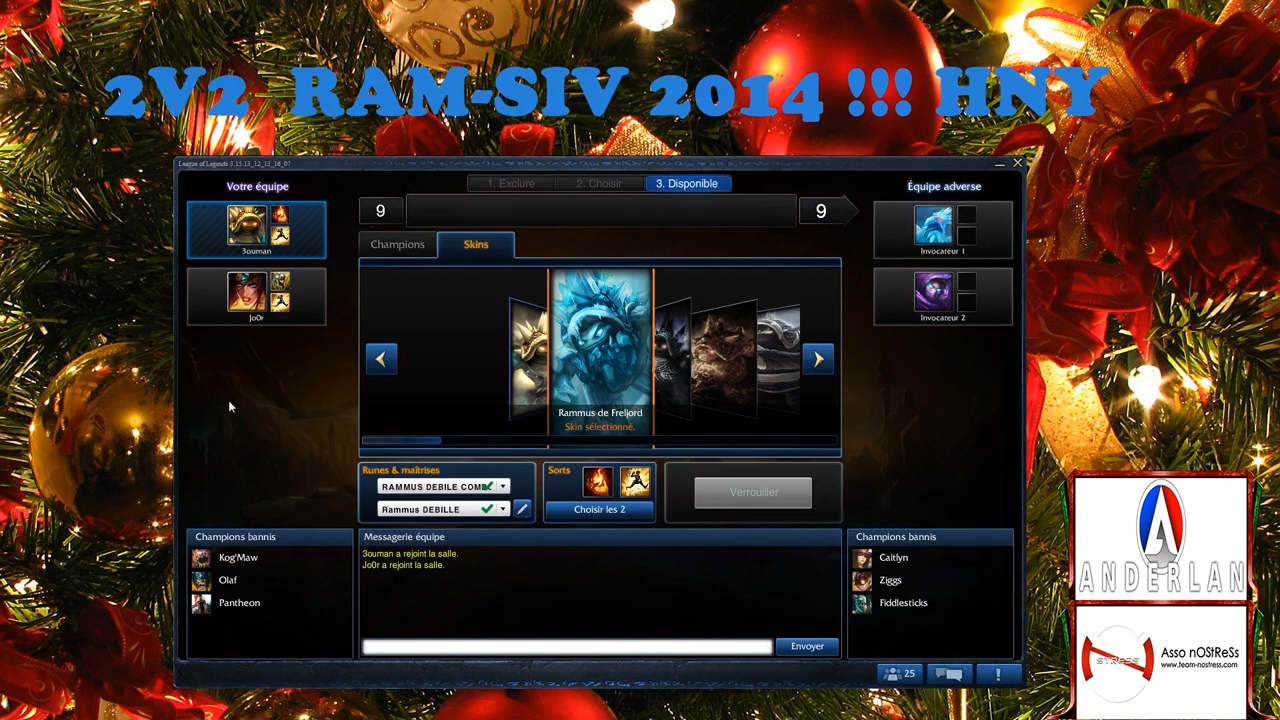 2V2 RAM-SIV 2014 !!! HNY
League of Legends 3.15.13_12_13_16_07
Votre équipe
1. Exclure
2. Choisir
3. Disponible
Équipe adverse
9
9
3ouman
Jo0r
Champions
Skins
Invocateur 1
Invocateur 2
Rammus de Freljord
Skin sélectionné.
Runes & maîtrises
RAMMUS DEBILE COM
Rammus DEBILLE
Sorts
Choisir les 2
Verrouiller
Champions bannis
Kog'Maw
Olaf
Pantheon
Messagerie équipe
3ouman a rejoint la salle.
Jo0r a rejoint la salle.
Envoyer
Champions bannis
Caitlyn
Ziggs
Fiddlesticks
25
!
ANDERLAN
STRESS
Asso nOStReSs
www.team-nostress.com